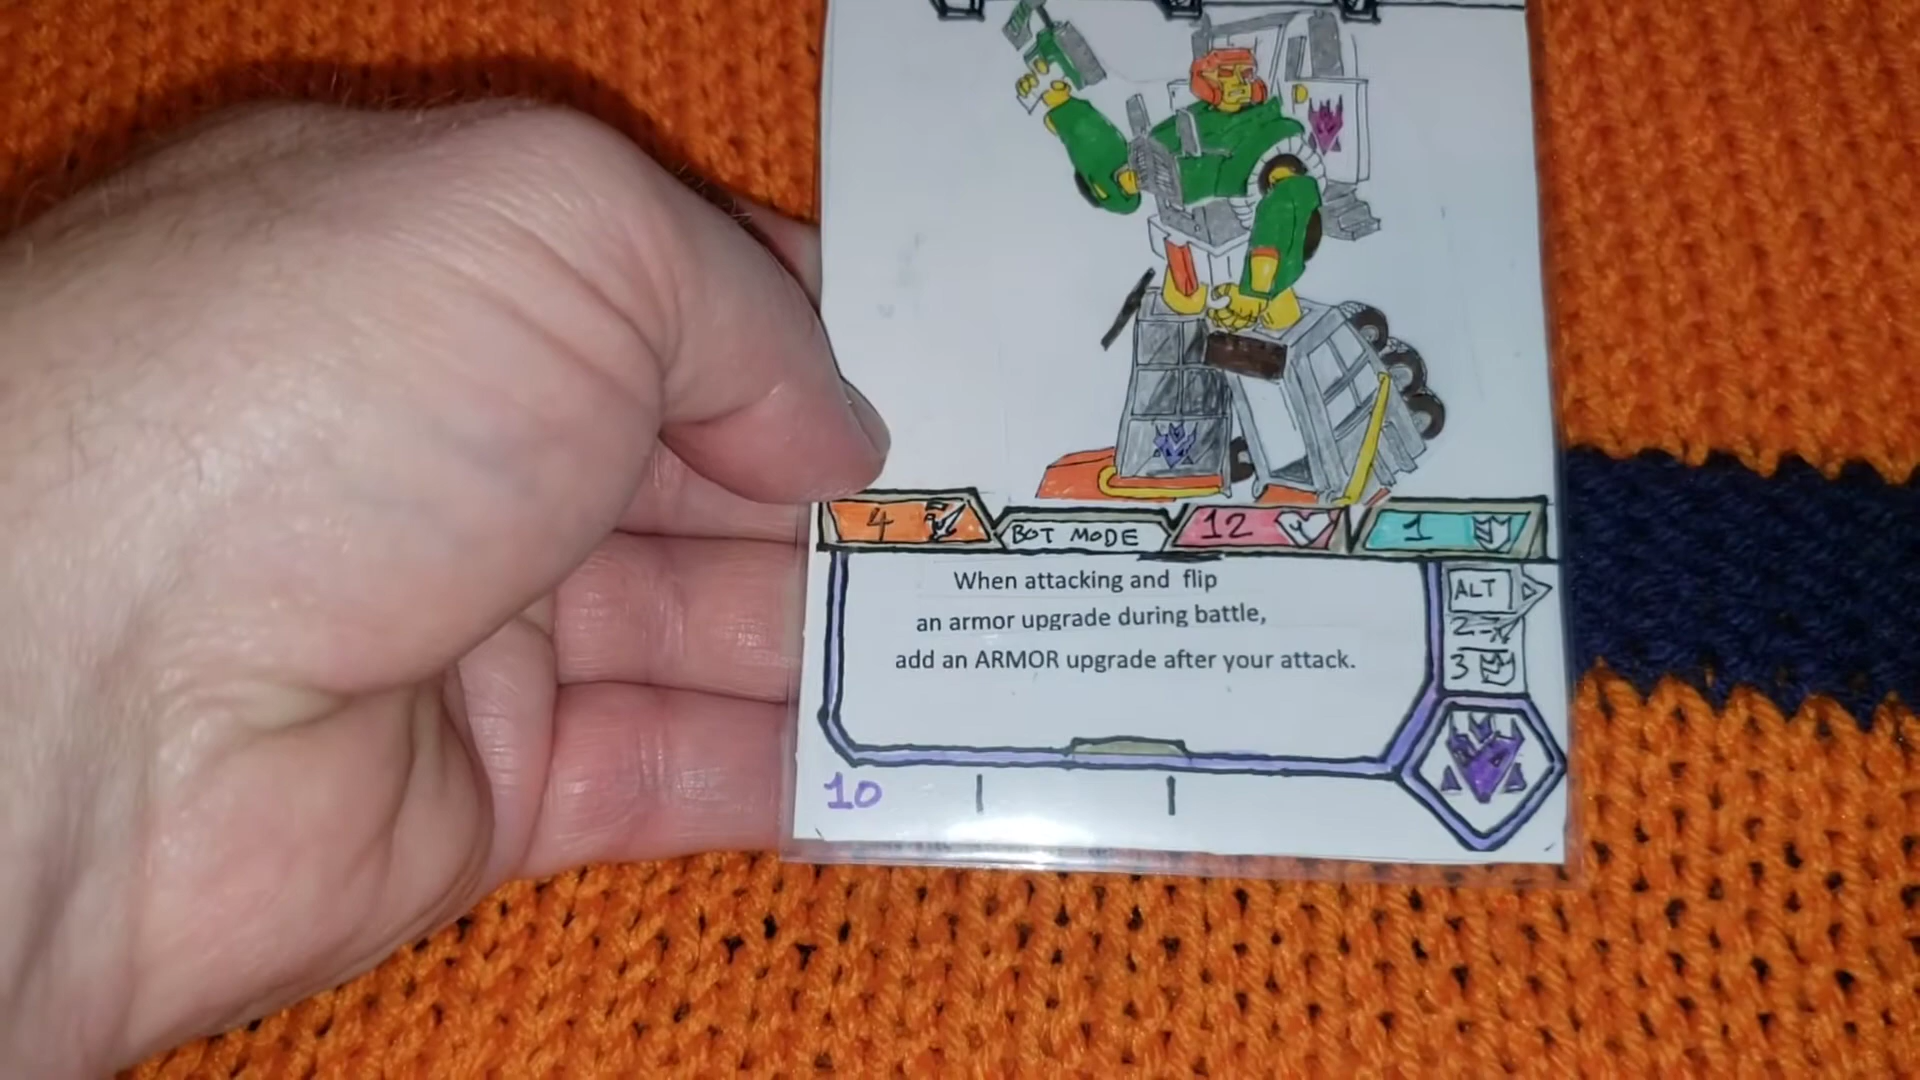 4
BOT MODE
12
1
When attacking and flip
an armor upgrade during battle,
add an ARMOR upgrade after your attack.
ALT
2
3
10